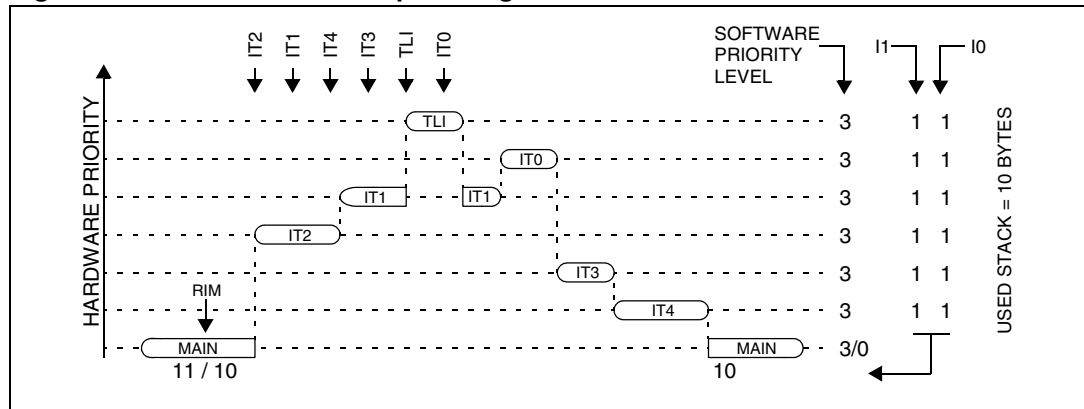 IT2
IT1
IT4
IT3
TLI
IT0
SOFTWARE
PRIORITY
LEVEL
I1
I0
HARDWARE PRIORITY
TLI
3
1 1
IT0
3
1 1
IT1
IT1
3
1 1
IT2
3
1 1
IT3
3
1 1
RIM
IT4
3
1 1
MAIN
MAIN
3/0
11 / 10
10
USED STACK = 10 BYTES